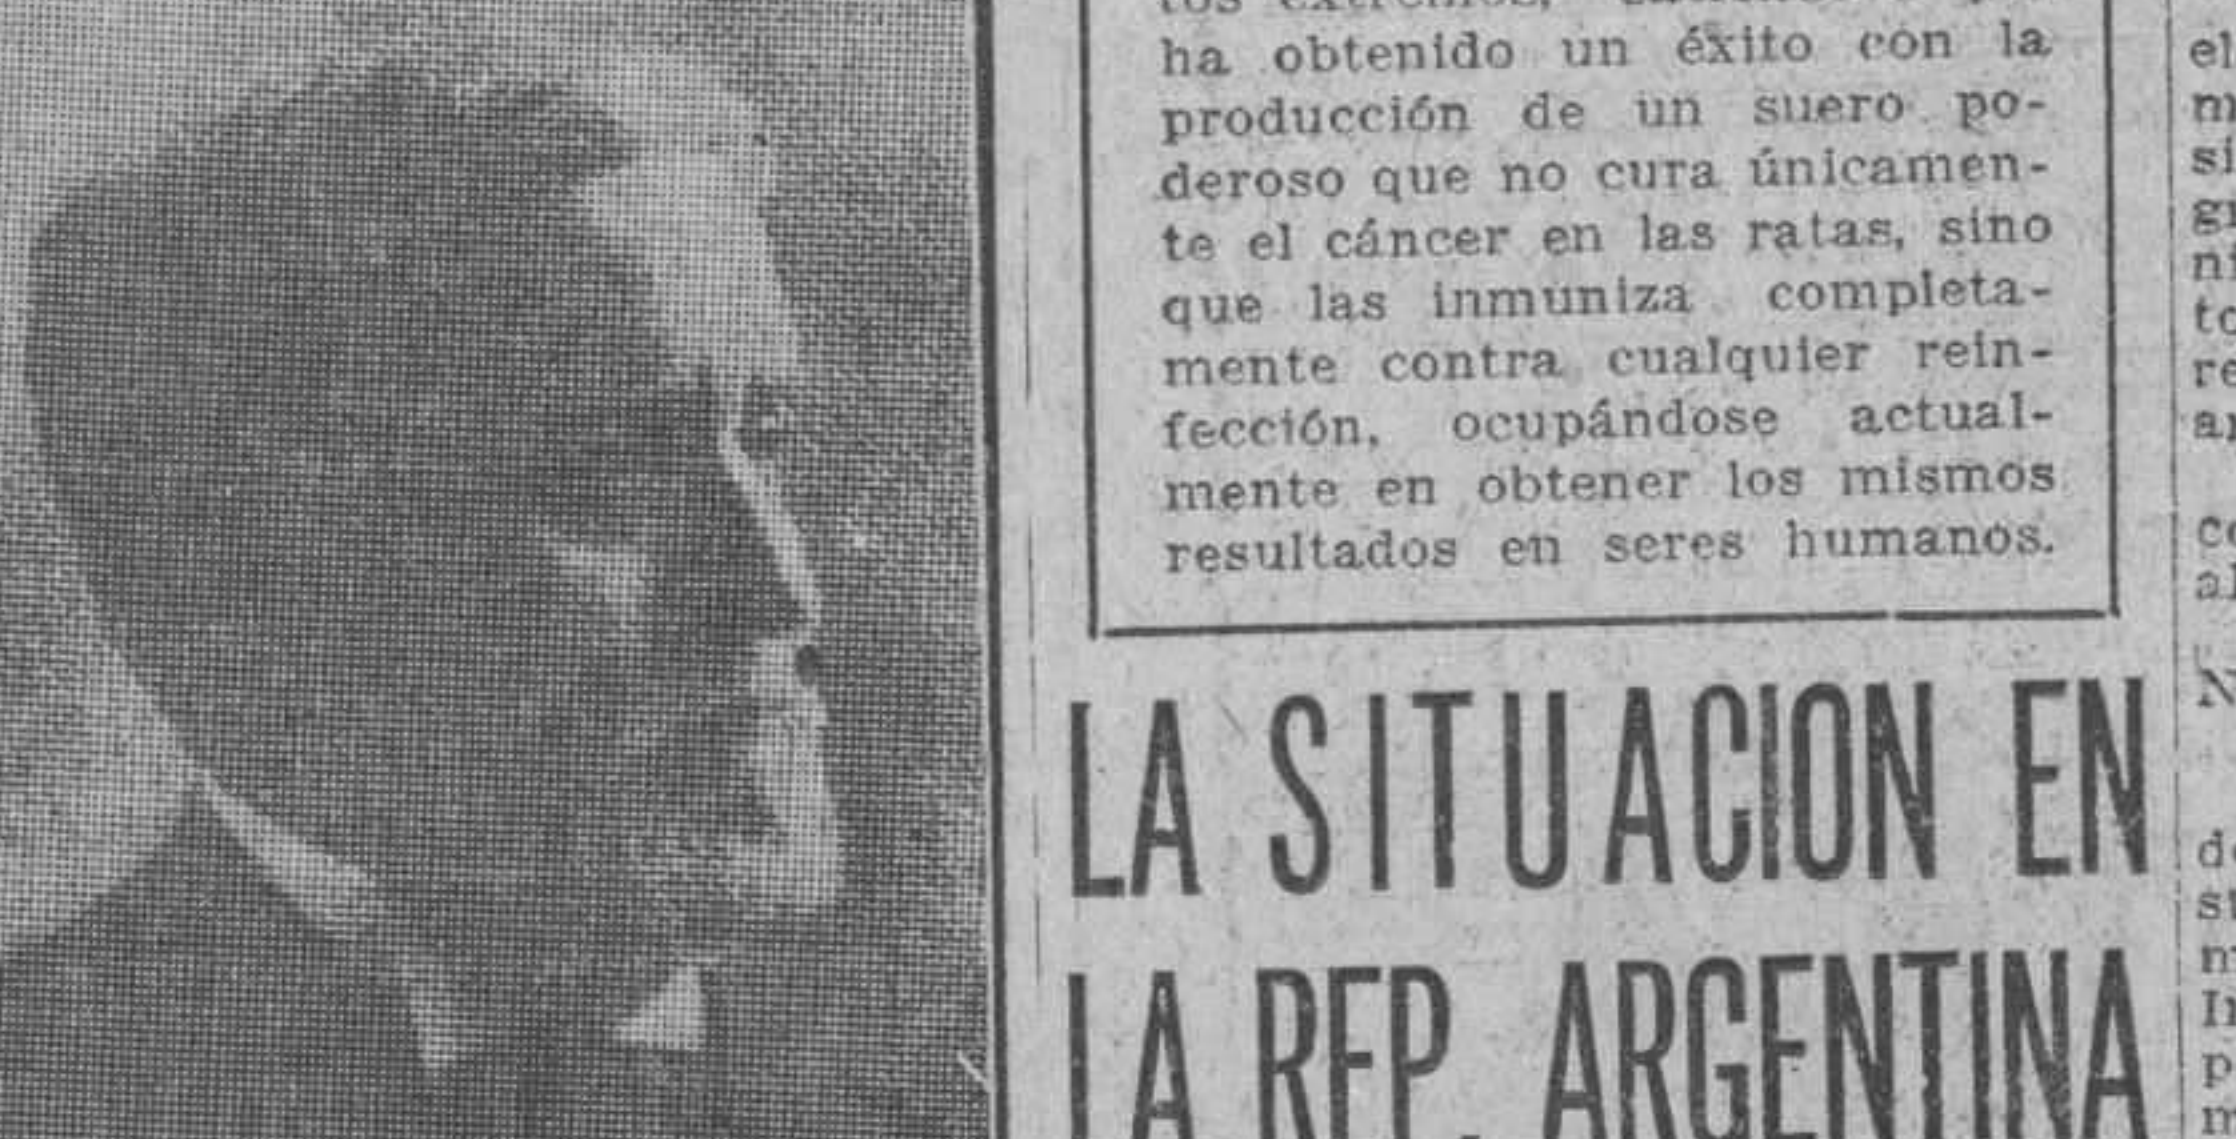 ha obtenido un éxito con la
producción de un suero po-
deroso que no cura únicamen-
te el cáncer en las ratas, sino
que las inmuniza completa-
mente contra cualquier rein-
fección, ocupándose actual-
mente en obtener los mismos
resultados en seres humanos.
LA SITUACION EN
LA REP. ARGENTINA